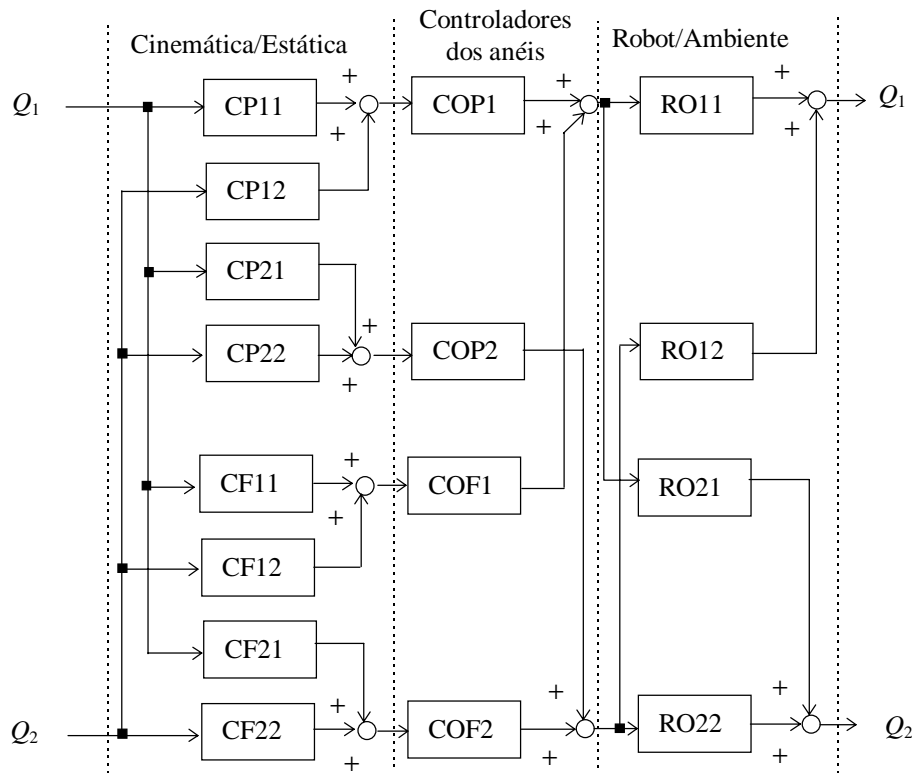 Cinemática/Estática
Controladores
dos anéis
Robot/Ambiente
Q1
CP11
+
+
COP1
+
+
RO11
+
+
Q1
CP12
CP21
+
CP22
+
COP2
RO12
CF11
+
+
COF1
RO21
CF12
CF21
Q2
CF22
+
+
COF2
+
+
RO22
+
+
Q2